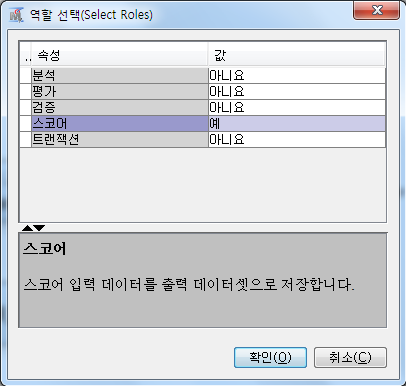 역할 선택(Select Roles)
.. 속성 값
분석 아니요
평가 아니요
검증 아니요
스코어 예
트랜잭션 아니요
스코어
스코어 입력 데이터를 출력 데이터셋으로 저장합니다.
확인(O) 취소(C)